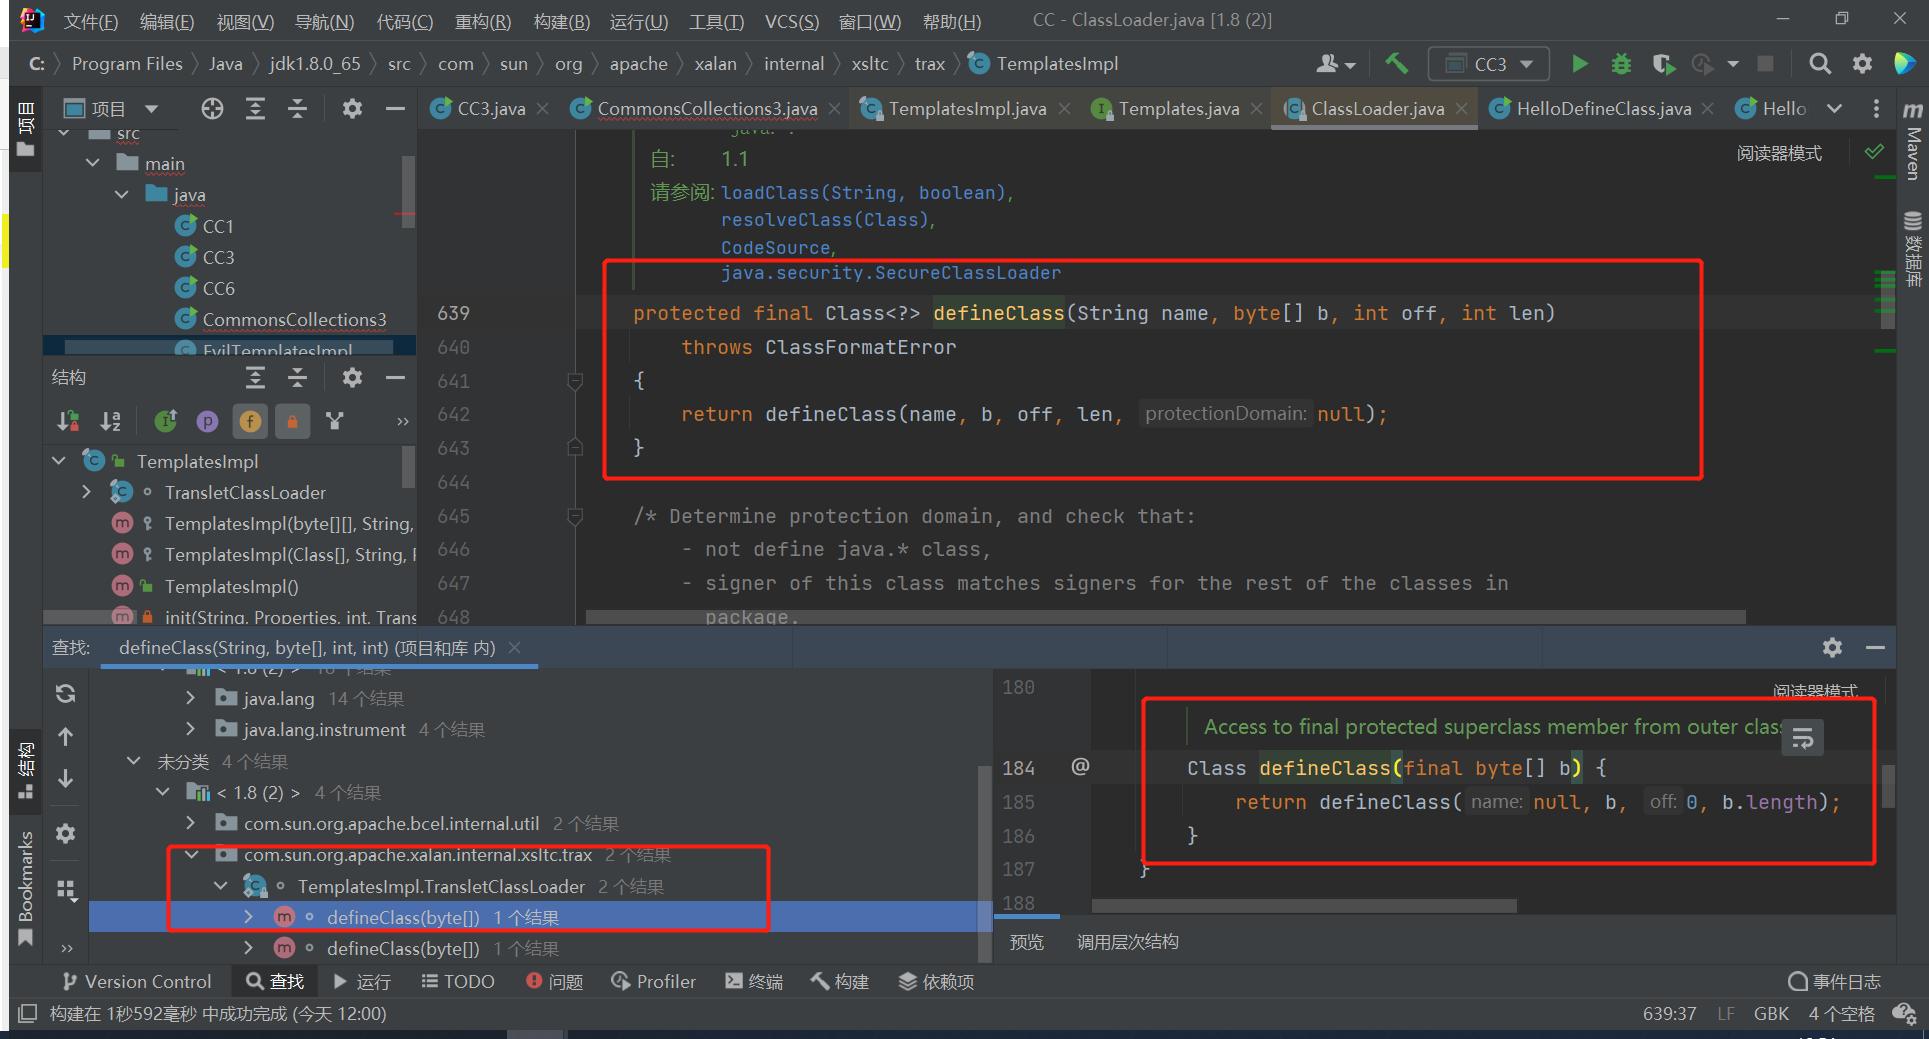 文件(F) 编辑(E) 视图(V) 导航(N) 代码(C) 重构(R) 构建(B) 运行(U) 工具(T) VCS(S) 窗口(W) 帮助(H) CC - ClassLoader.java [1.8 (2)]
C: Program Files Java jdk1.8.0_65 src com sun org apache xalan internal xsltc trax TemplatesImpl CC3
项目
项目
CC3.java CommonsCollections3.java TemplatesImpl.java Templates.java ClassLoader.java HelloDefineClass.java Hello
Maven
数据库
src
main
java
CC1
CC3
CC6
CommonsCollections3
EvilTemplatesImpl
"java.".
阅读器模式
自: 1.1
请参阅: loadClass(String, boolean),
resolveClass(Class),
CodeSource,
java.security.SecureClassLoader
639 protected final Class<?> defineClass(String name, byte[] b, int off, int len)
640 throws ClassFormatError
641 {
642 return defineClass(name, b, off, len, protectionDomain: null);
643 }
644
645 /* Determine protection domain, and check that:
646 - not define java.* class,
647 - signer of this class matches signers for the rest of the classes in
648 package.
结构
TemplatesImpl
TransletClassLoader
TemplatesImpl(byte[][], String,
TemplatesImpl(Class[], String, P
TemplatesImpl()
init(String, Properties, int, Trans
查找: defineClass(String, byte[], int, int) (项目和库 内)
< 1.8 (2) > 18 个结果
java.lang 14 个结果
java.lang.instrument 4 个结果
未分类 4 个结果
< 1.8 (2) > 4 个结果
com.sun.org.apache.bcel.internal.util 2 个结果
com.sun.org.apache.xalan.internal.xsltc.trax 2 个结果
TemplatesImpl.TransletClassLoader 2 个结果
defineClass(byte[]) 1 个结果
defineClass(byte[]) 1 个结果
结构
Bookmarks
180
阅读器模式
Access to final protected superclass member from outer class
184 @ Class defineClass(final byte[] b) {
185 return defineClass( name: null, b, off: 0, b.length);
186 }
187 }
188
预览 调用层次结构
Version Control 查找 运行 TODO 问题 Profiler 终端 构建 依赖项 事件日志
构建在 1秒592毫秒 中成功完成 (今天 12:00) 639:37 LF GBK 4 个空格